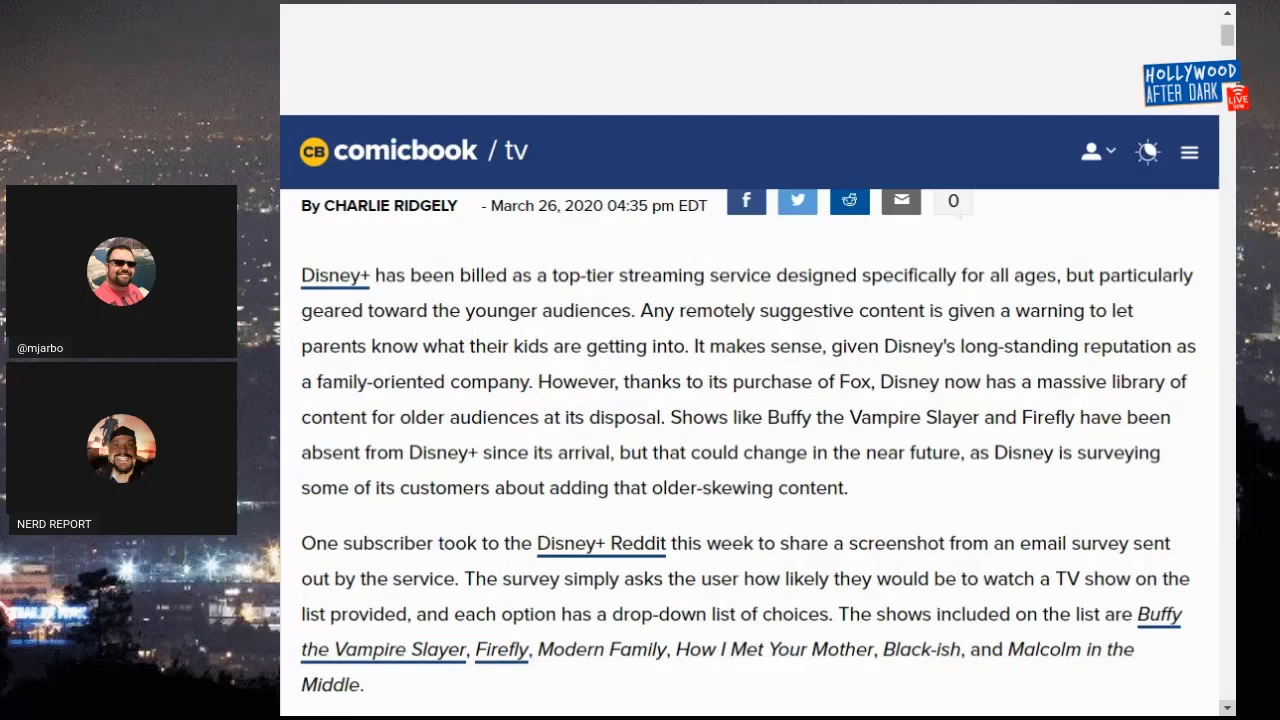 HOLLYWOOD
AFTER DARK
LIVE
SHOW
CB comicbook / tv
By CHARLIE RIDGELY - March 26, 2020 04:35 pm EDT
0
Disney+ has been billed as a top-tier streaming service designed specifically for all ages, but particularly
geared toward the younger audiences. Any remotely suggestive content is given a warning to let
parents know what their kids are getting into. It makes sense, given Disney's long-standing reputation as
a family-oriented company. However, thanks to its purchase of Fox, Disney now has a massive library of
content for older audiences at its disposal. Shows like Buffy the Vampire Slayer and Firefly have been
absent from Disney+ since its arrival, but that could change in the near future, as Disney is surveying
some of its customers about adding that older-skewing content.
One subscriber took to the Disney+ Reddit this week to share a screenshot from an email survey sent
out by the service. The survey simply asks the user how likely they would be to watch a TV show on the
list provided, and each option has a drop-down list of choices. The shows included on the list are Buffy
the Vampire Slayer, Firefly, Modern Family, How I Met Your Mother, Black-ish, and Malcolm in the
Middle.
@mjarbo
NERD REPORT